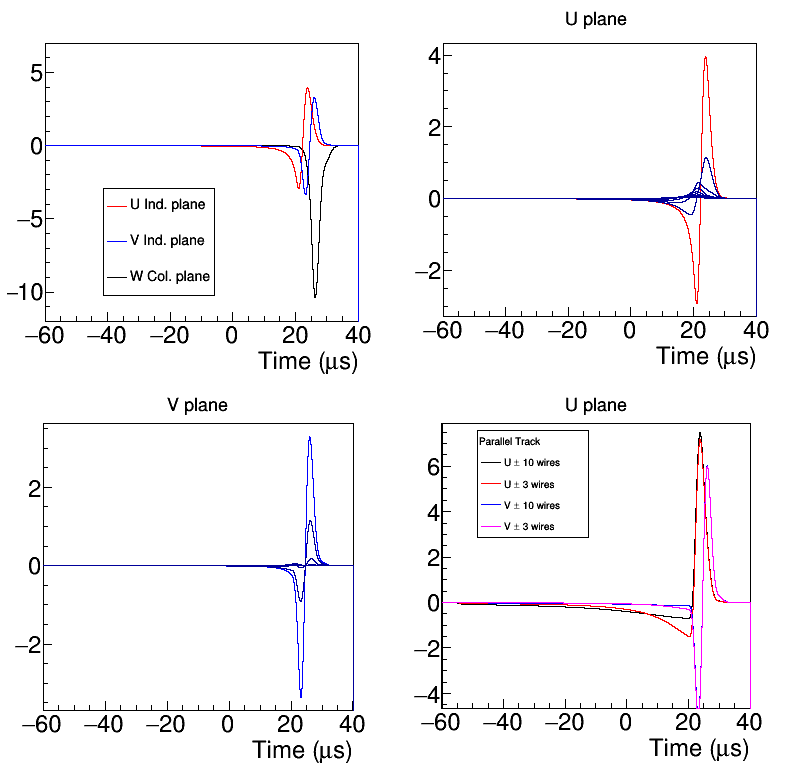 5
0
−5
−10
U Ind. plane
V Ind. plane
W Col. plane
−60 −40 −20 0 20 40
Time (μs)
U plane
4
2
0
−2
−60 −40 −20 0 20 40
Time (μs)
V plane
2
0
−2
−60 −40 −20 0 20 40
Time (μs)
U plane
6
4
2
0
−2
−4
Parallel Track
U ± 10 wires
U ± 3 wires
V ± 10 wires
V ± 3 wires
−60 −40 −20 0 20 40
Time (μs)